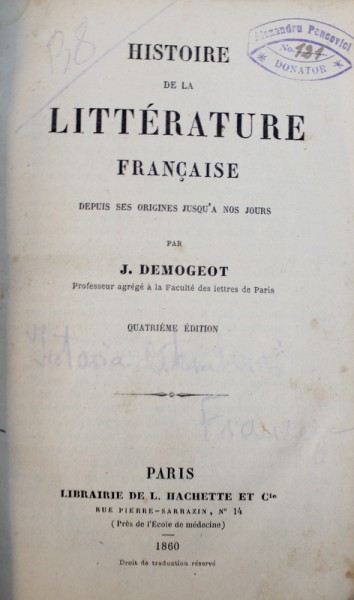 HISTOIRE
DE LA
LITTÉRATURE
FRANÇAISE
DEPUIS SES ORIGINES JUSQU'A NOS JOURS
PAR
J. DEMOGEOT
Professeur agrégé à la Faculté des lettres de Paris
QUATRIÈME ÉDITION
PARIS
LIBRAIRIE DE L. HACHETTE ET Cie
RUE PIERRE-SARRAZIN, N° 14
(Près de l'École de médecine)
1860
Droit de traduction réservé
Alexandru Pencovici
No. 121
* DONATOR *